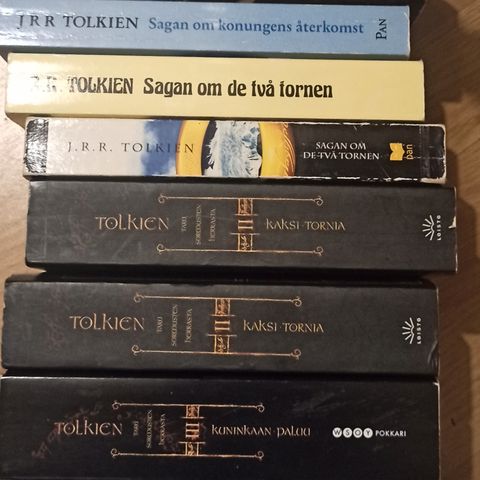 J R R TOLKIEN Sagan om konungens återkomst PAN
J.R.R. TOLKIEN Sagan om de två tornen
J.R.R. TOLKIEN SAGAN OM DE TVÅ TORNEN pan
TOLKIEN TARU SORMUSTEN HERRASTA II KAKSI TORNIA LOISTO
TOLKIEN TARU SORMUSTEN HERRASTA II KAKSI TORNIA LOISTO
TOLKIEN TARU SORMUSTEN HERRASTA III KUNINKAAN PALUU WSOY POKKARI